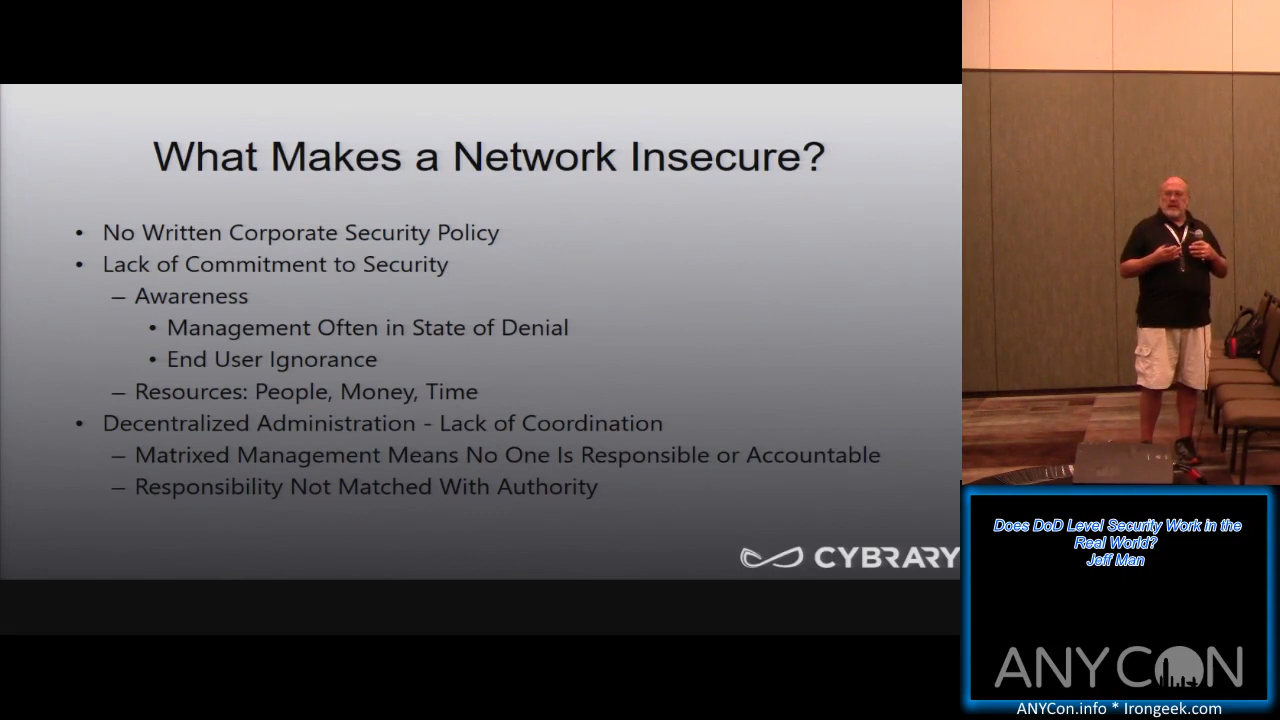 What Makes a Network Insecure?
• No Written Corporate Security Policy
• Lack of Commitment to Security
– Awareness
• Management Often in State of Denial
• End User Ignorance
– Resources: People, Money, Time
• Decentralized Administration - Lack of Coordination
– Matrixed Management Means No One Is Responsible or Accountable
– Responsibility Not Matched With Authority
CYBRARY
Does DoD Level Security Work in the
Real World?
Jeff Man
ANYCON
ANYCon.info * Irongeek.com